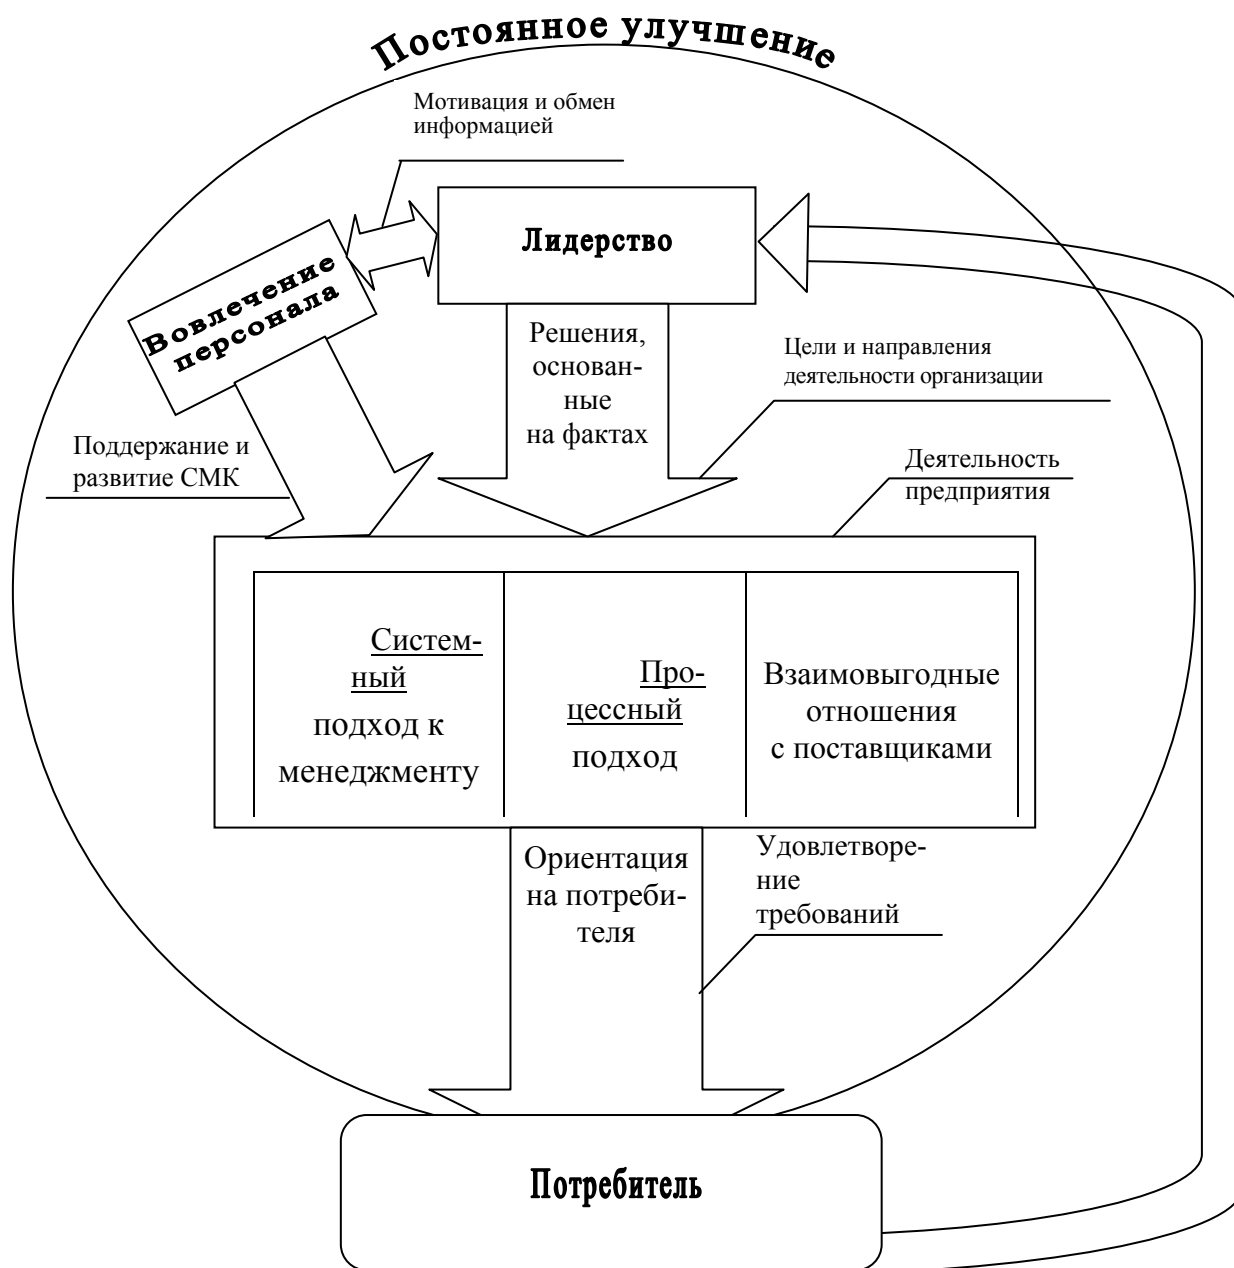 Постоянное улучшение
Мотивация и обмен
информацией
Лидерство
Вовлечение
персонала
Решения,
основан-
ные
на фактах
Цели и направления
деятельности организации
Поддержание и
развитие СМК
Деятельность
предприятия
Систем-
ный
подход к
менеджменту
Про-
цессный
подход
Взаимовыгодные
отношения
с поставщиками
Ориентация
на потреби-
теля
Удовлетворе-
ние
требований
Потребитель